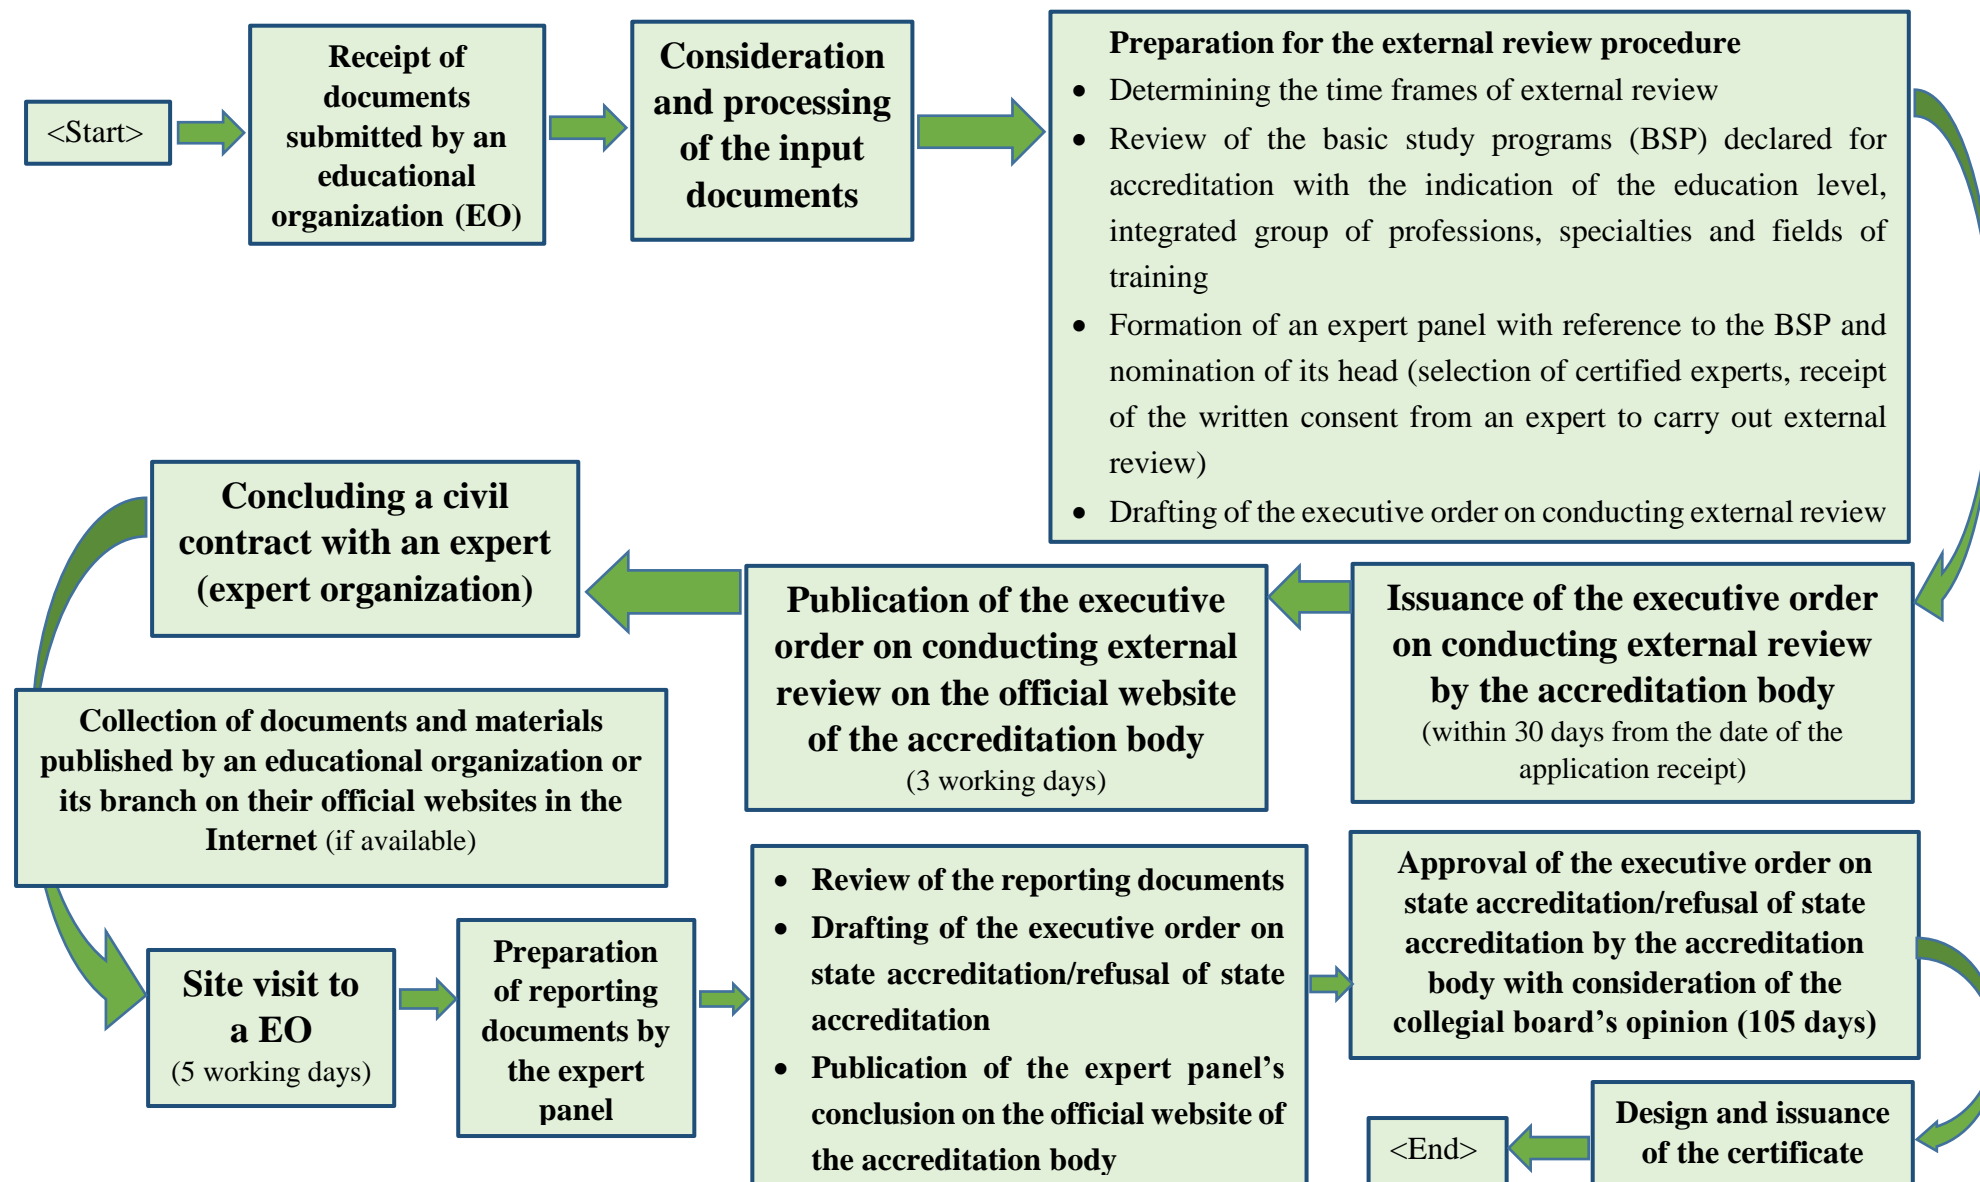 <Start>
Receipt of
documents
submitted by an
educational
organization (EO)
Consideration
and processing
of the input
documents
Preparation for the external review procedure
• Determining the time frames of external review
• Review of the basic study programs (BSP) declared for
accreditation with the indication of the education level,
integrated group of professions, specialties and fields of
training
• Formation of an expert panel with reference to the BSP and
nomination of its head (selection of certified experts, receipt
of the written consent from an expert to carry out external
review)
• Drafting of the executive order on conducting external review
Issuance of the executive order
on conducting external review
by the accreditation body
(within 30 days from the date of the
application receipt)
Publication of the executive
order on conducting external
review on the official website
of the accreditation body
(3 working days)
Concluding a civil
contract with an expert
(expert organization)
Collection of documents and materials
published by an educational organization or
its branch on their official websites in the
Internet (if available)
Site visit to
a EO
(5 working days)
Preparation
of reporting
documents by
the expert
panel
• Review of the reporting documents
• Drafting of the executive order on
state accreditation/refusal of state
accreditation
• Publication of the expert panel’s
conclusion on the official website of
the accreditation body
Approval of the executive order on
state accreditation/refusal of state
accreditation by the accreditation
body with consideration of the
collegial board’s opinion (105 days)
Design and issuance
of the certificate
<End>